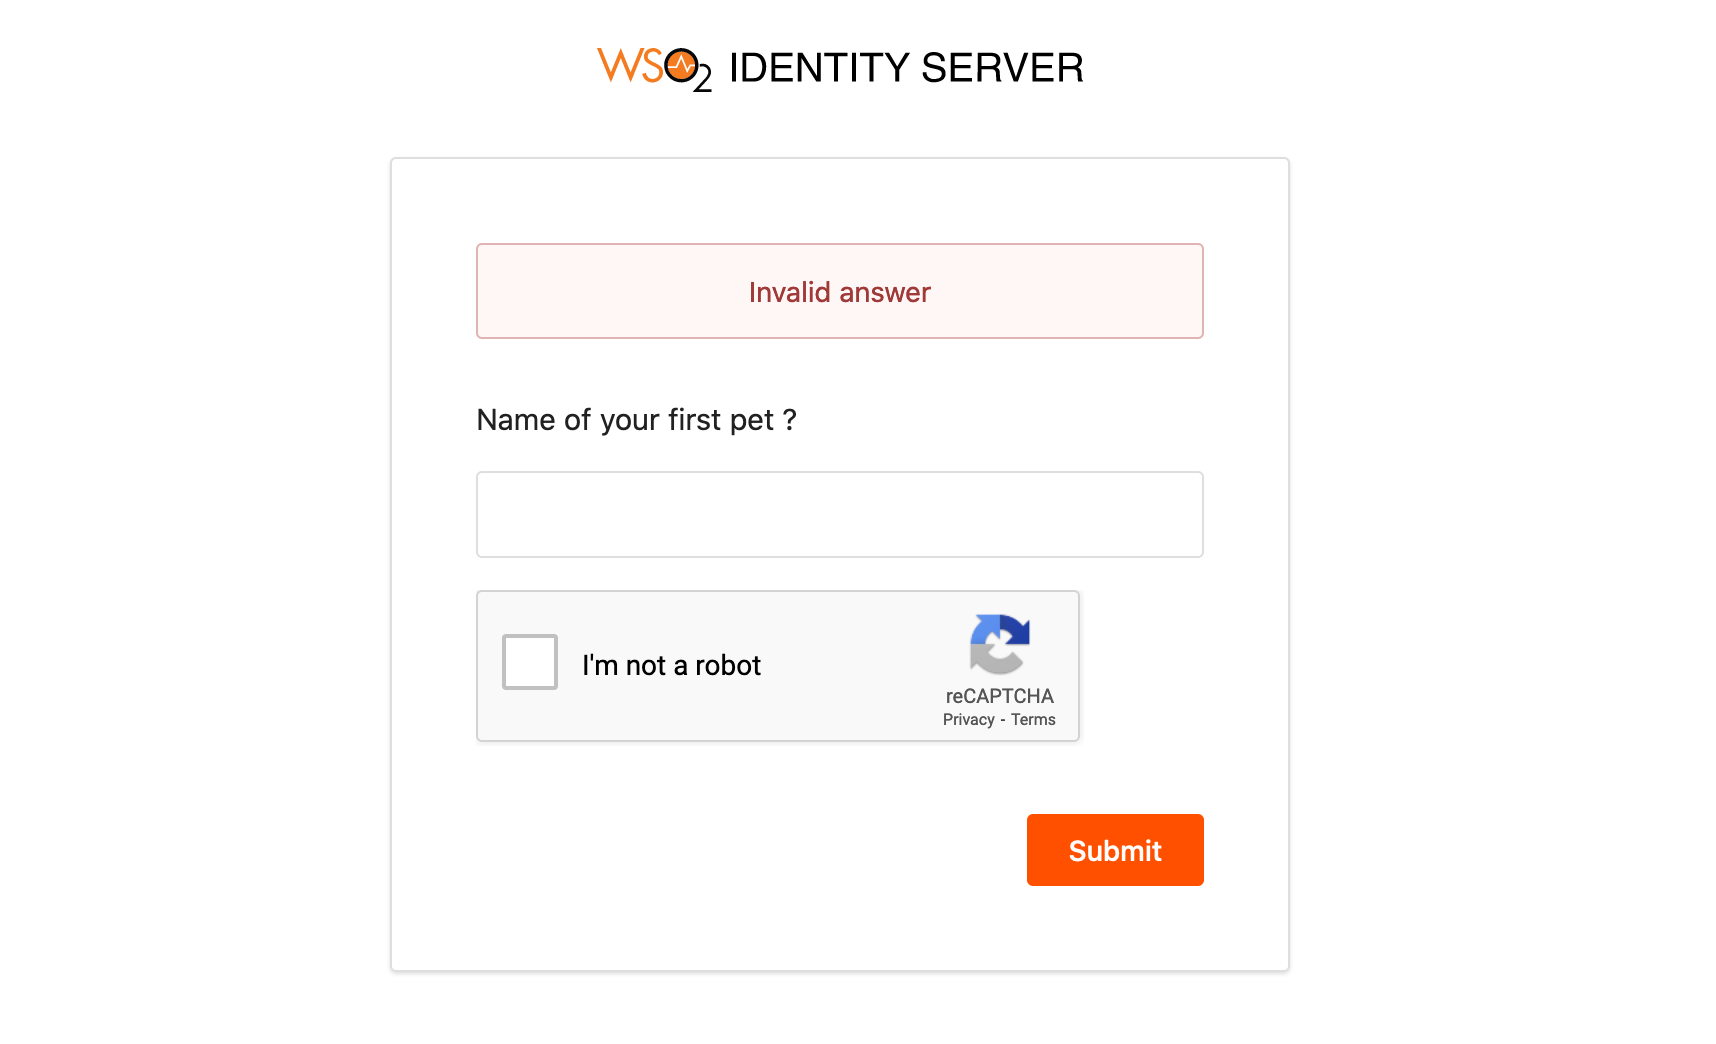 WSO2 IDENTITY SERVER
Invalid answer
Name of your first pet ?
I'm not a robot
reCAPTCHA
Privacy - Terms
Submit